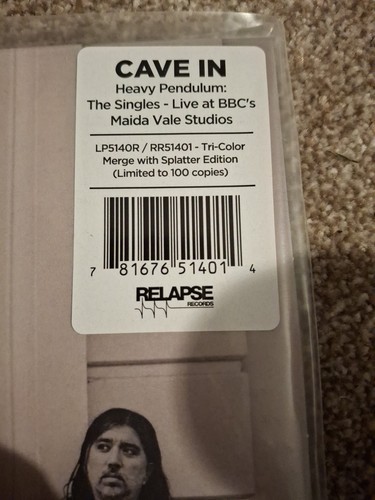 CAVE IN
Heavy Pendulum:
The Singles - Live at BBC's
Maida Vale Studios
LP5140R / RR51401 - Tri-Color
Merge with Splatter Edition
(Limited to 100 copies)
7 81676 51401 4
RELAPSE
RECORDS